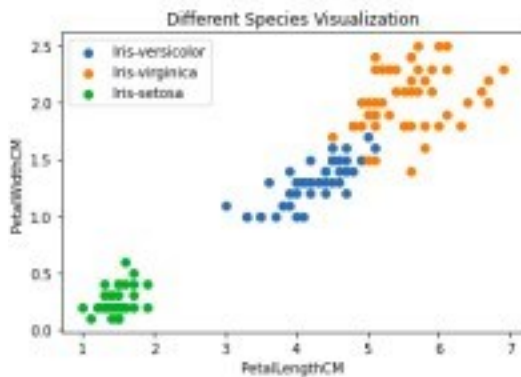 Different Species Visualization
Iris-versicolor
Iris-virginica
Iris-setosa
PetalWidthCM
2.5
2.0
1.5
1.0
0.5
0.0
1 2 3 4 5 6 7
PetalLengthCM